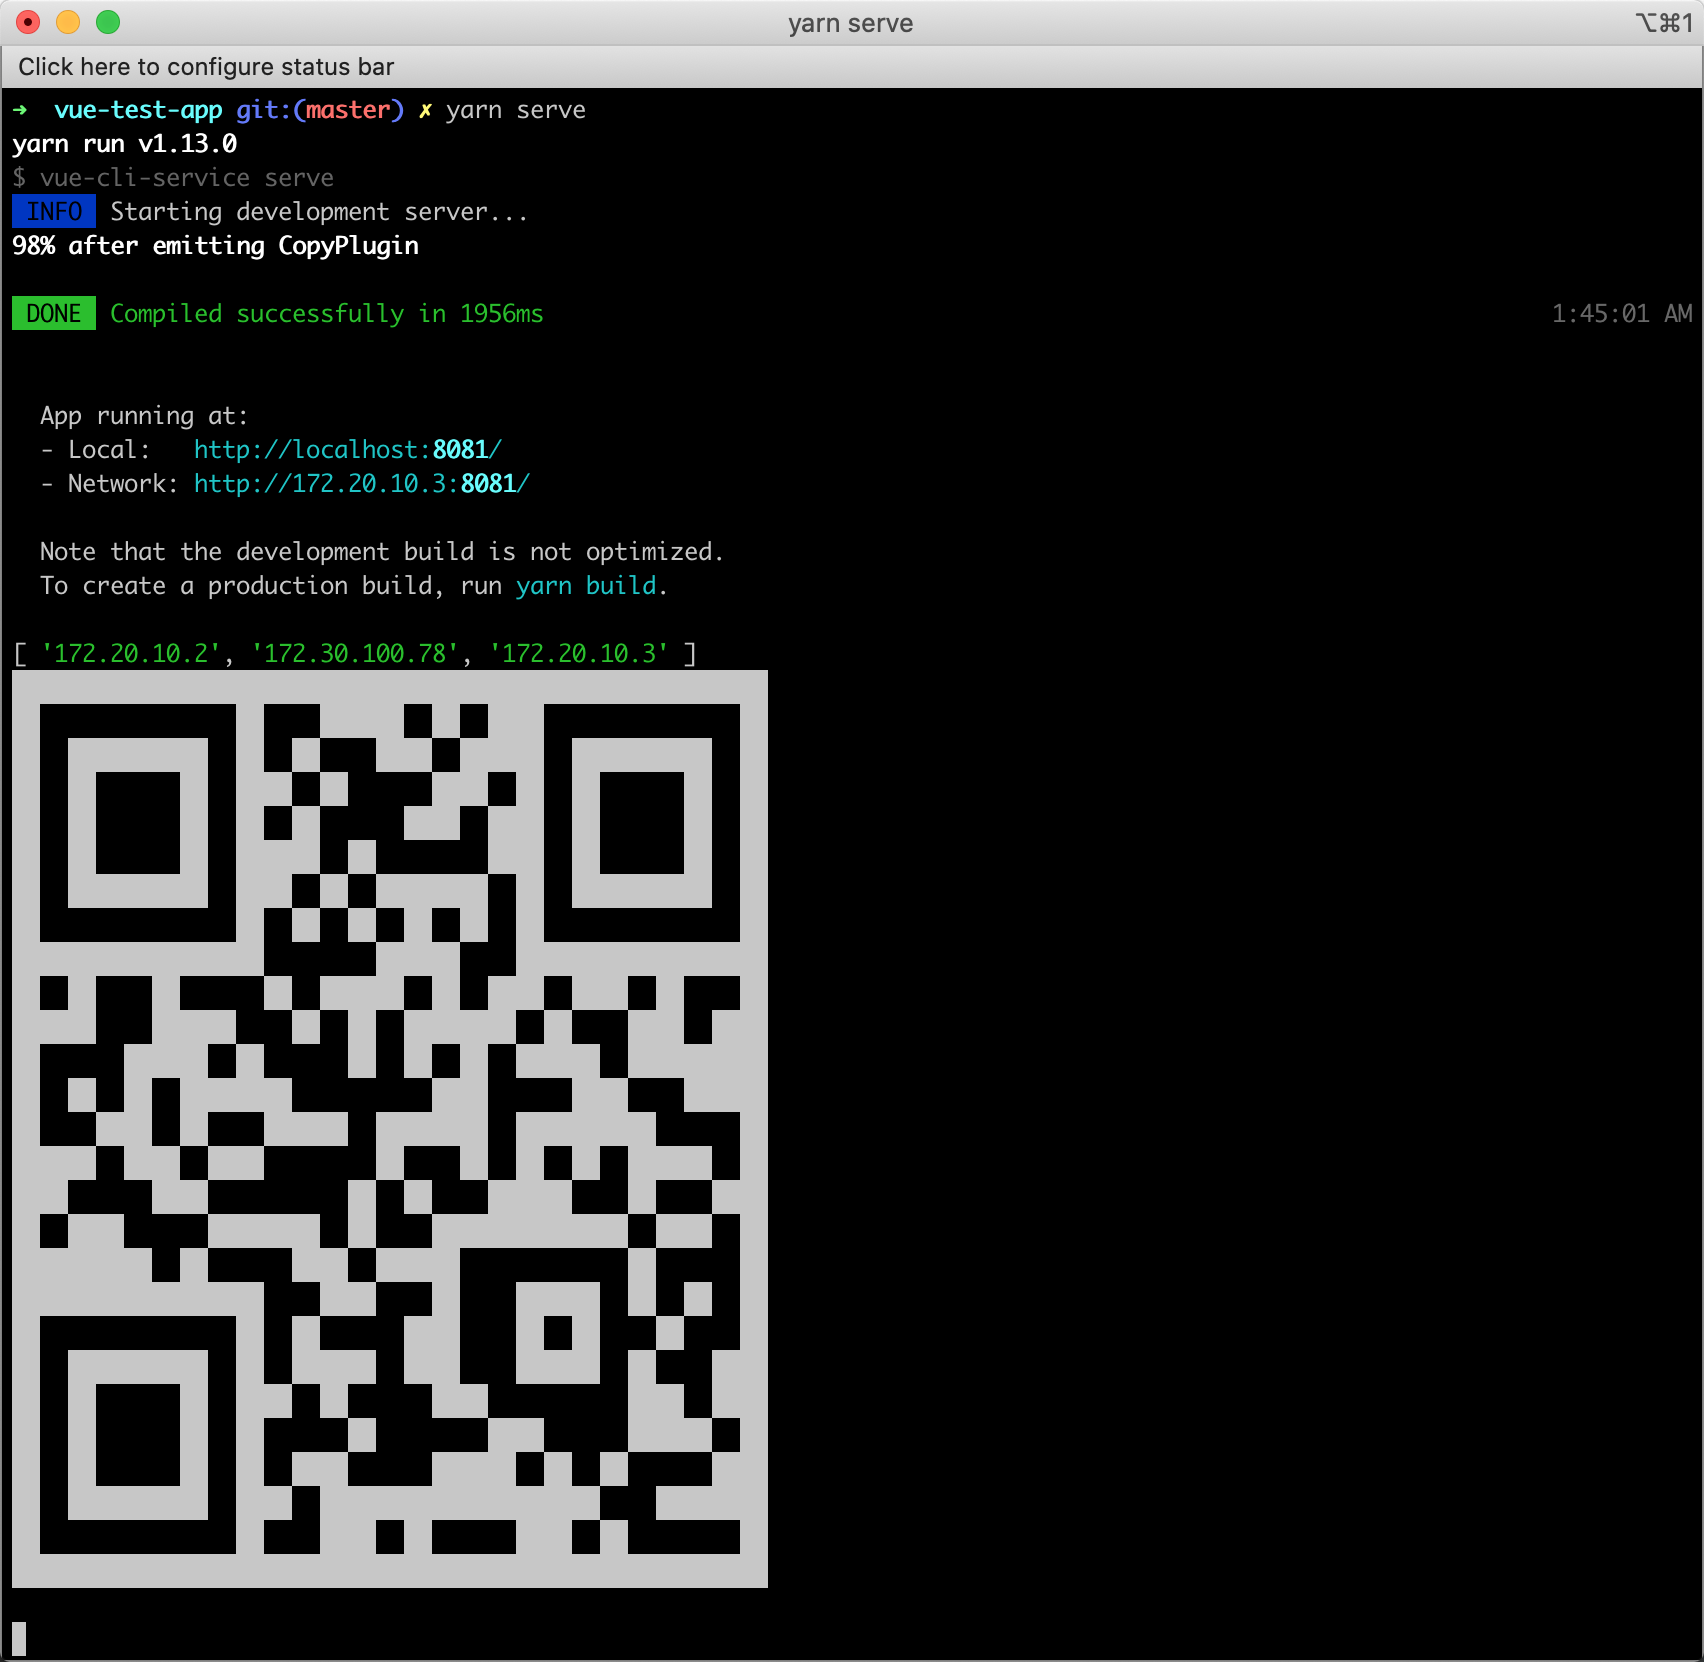 yarn serve
⌥⌘1
Click here to configure status bar
➜  vue-test-app git:(master) ✗ yarn serve
yarn run v1.13.0
$ vue-cli-service serve
INFO Starting development server...
98% after emitting CopyPlugin
DONE Compiled successfully in 1956ms 1:45:01 AM
App running at:
- Local:   http://localhost:8081/
- Network: http://172.20.10.3:8081/
Note that the development build is not optimized.
To create a production build, run yarn build.
[ '172.20.10.2', '172.30.100.78', '172.20.10.3' ]